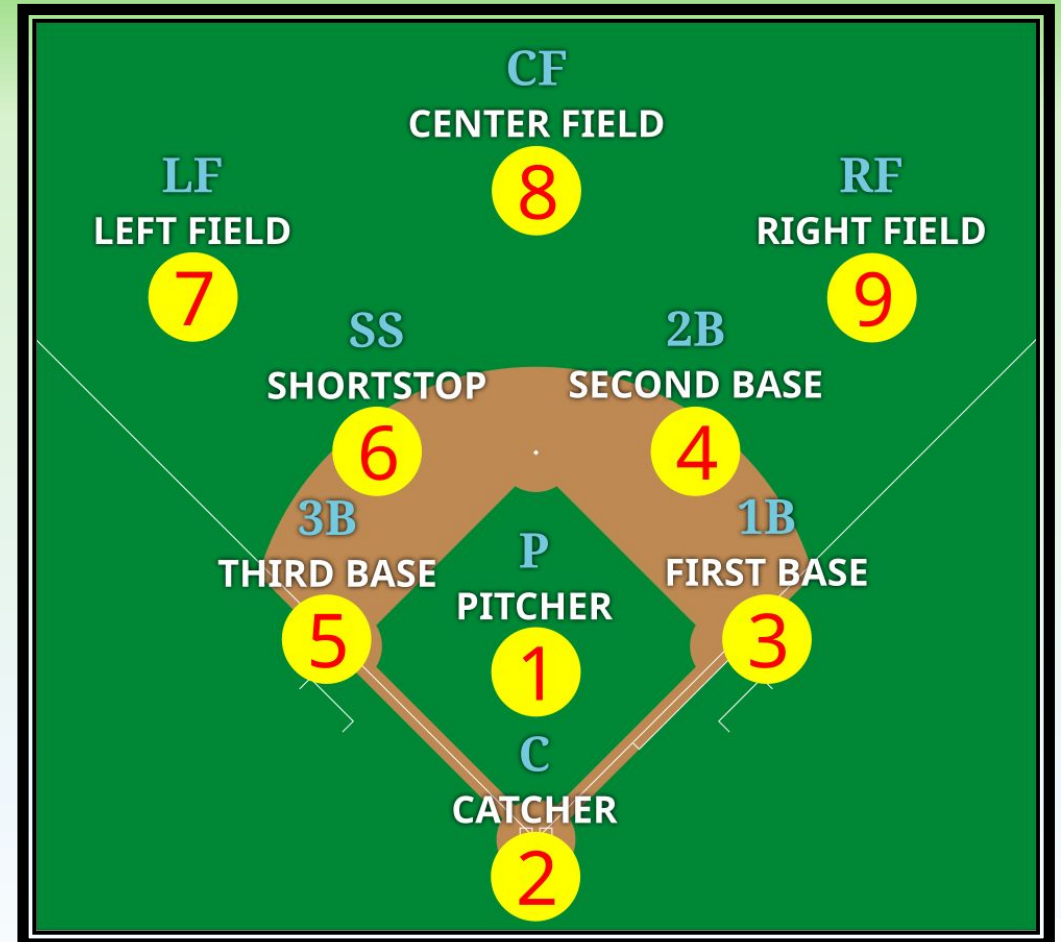 CF
CENTER FIELD
8
LF
LEFT FIELD
7
RF
RIGHT FIELD
9
SS
SHORTSTOP
6
2B
SECOND BASE
4
3B
THIRD BASE
5
P
PITCHER
1
1B
FIRST BASE
3
C
CATCHER
2